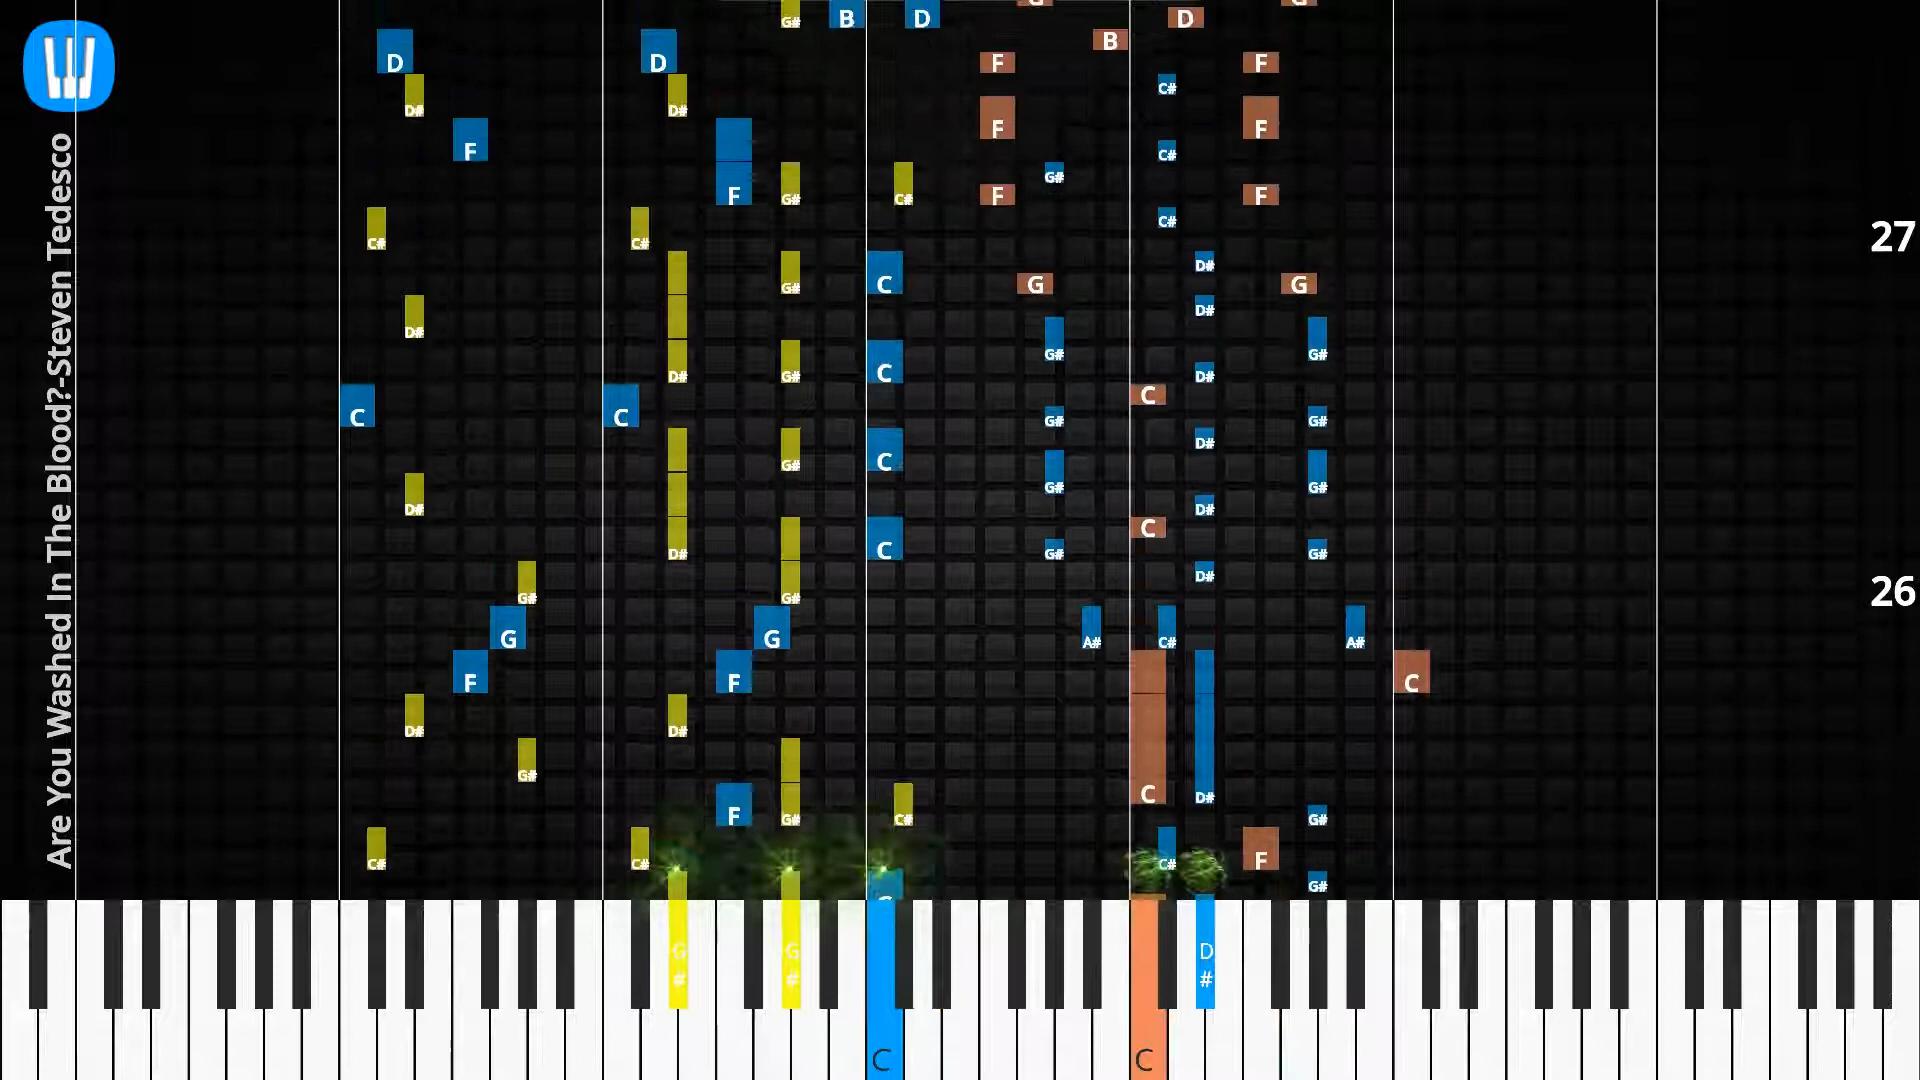 Are You Washed In The Blood?-Steven Tedesco
G# B D G D G
D D B
F F
D# D# C#
F F F
F C#
F G# C# G# F F
C# C# C#
D#
C G G
G# D#
D# G#
G# G#
C D# G# D#
C
C C G# G#
C G# D#
D# G# G# D#
C
C D# G# G#
D#
G# G#
G G A# C# A#
F F C
D# D#
G#
C D#
F G# C# G#
C# C# C# F
G#
27
26
G# G# D#
C C